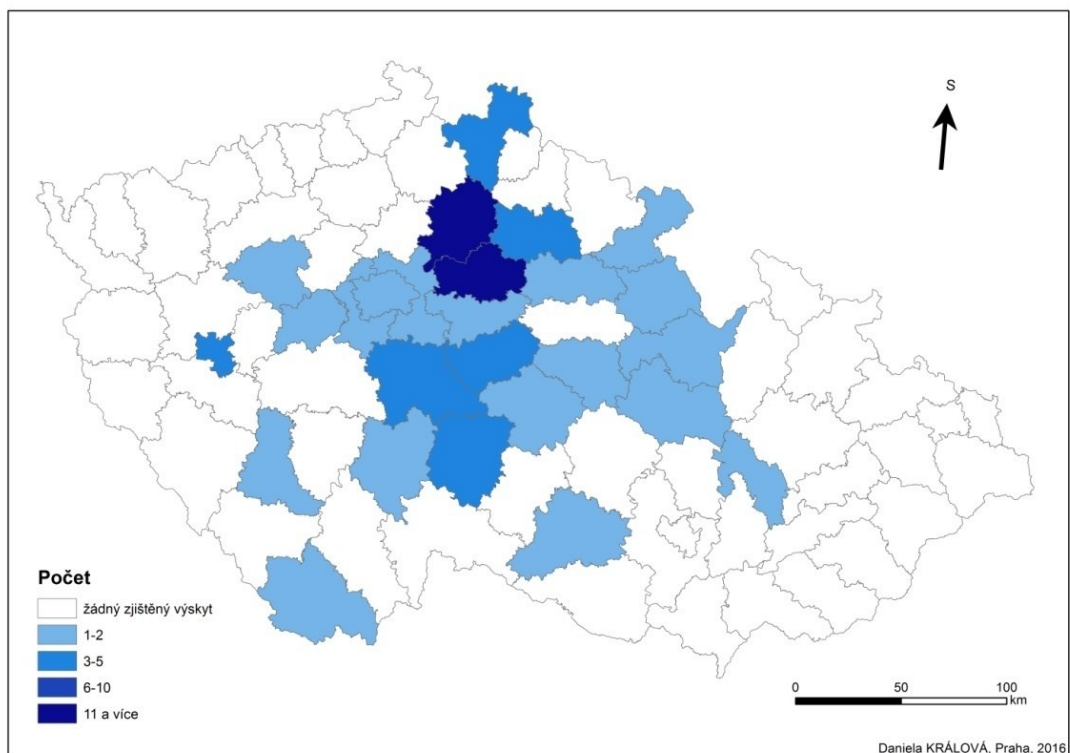 S
Počet
žádný zjištěný výskyt
1-2
3-5
6-10
11 a více
0 50 100
km
Daniela KRÁLOVÁ, Praha, 2016